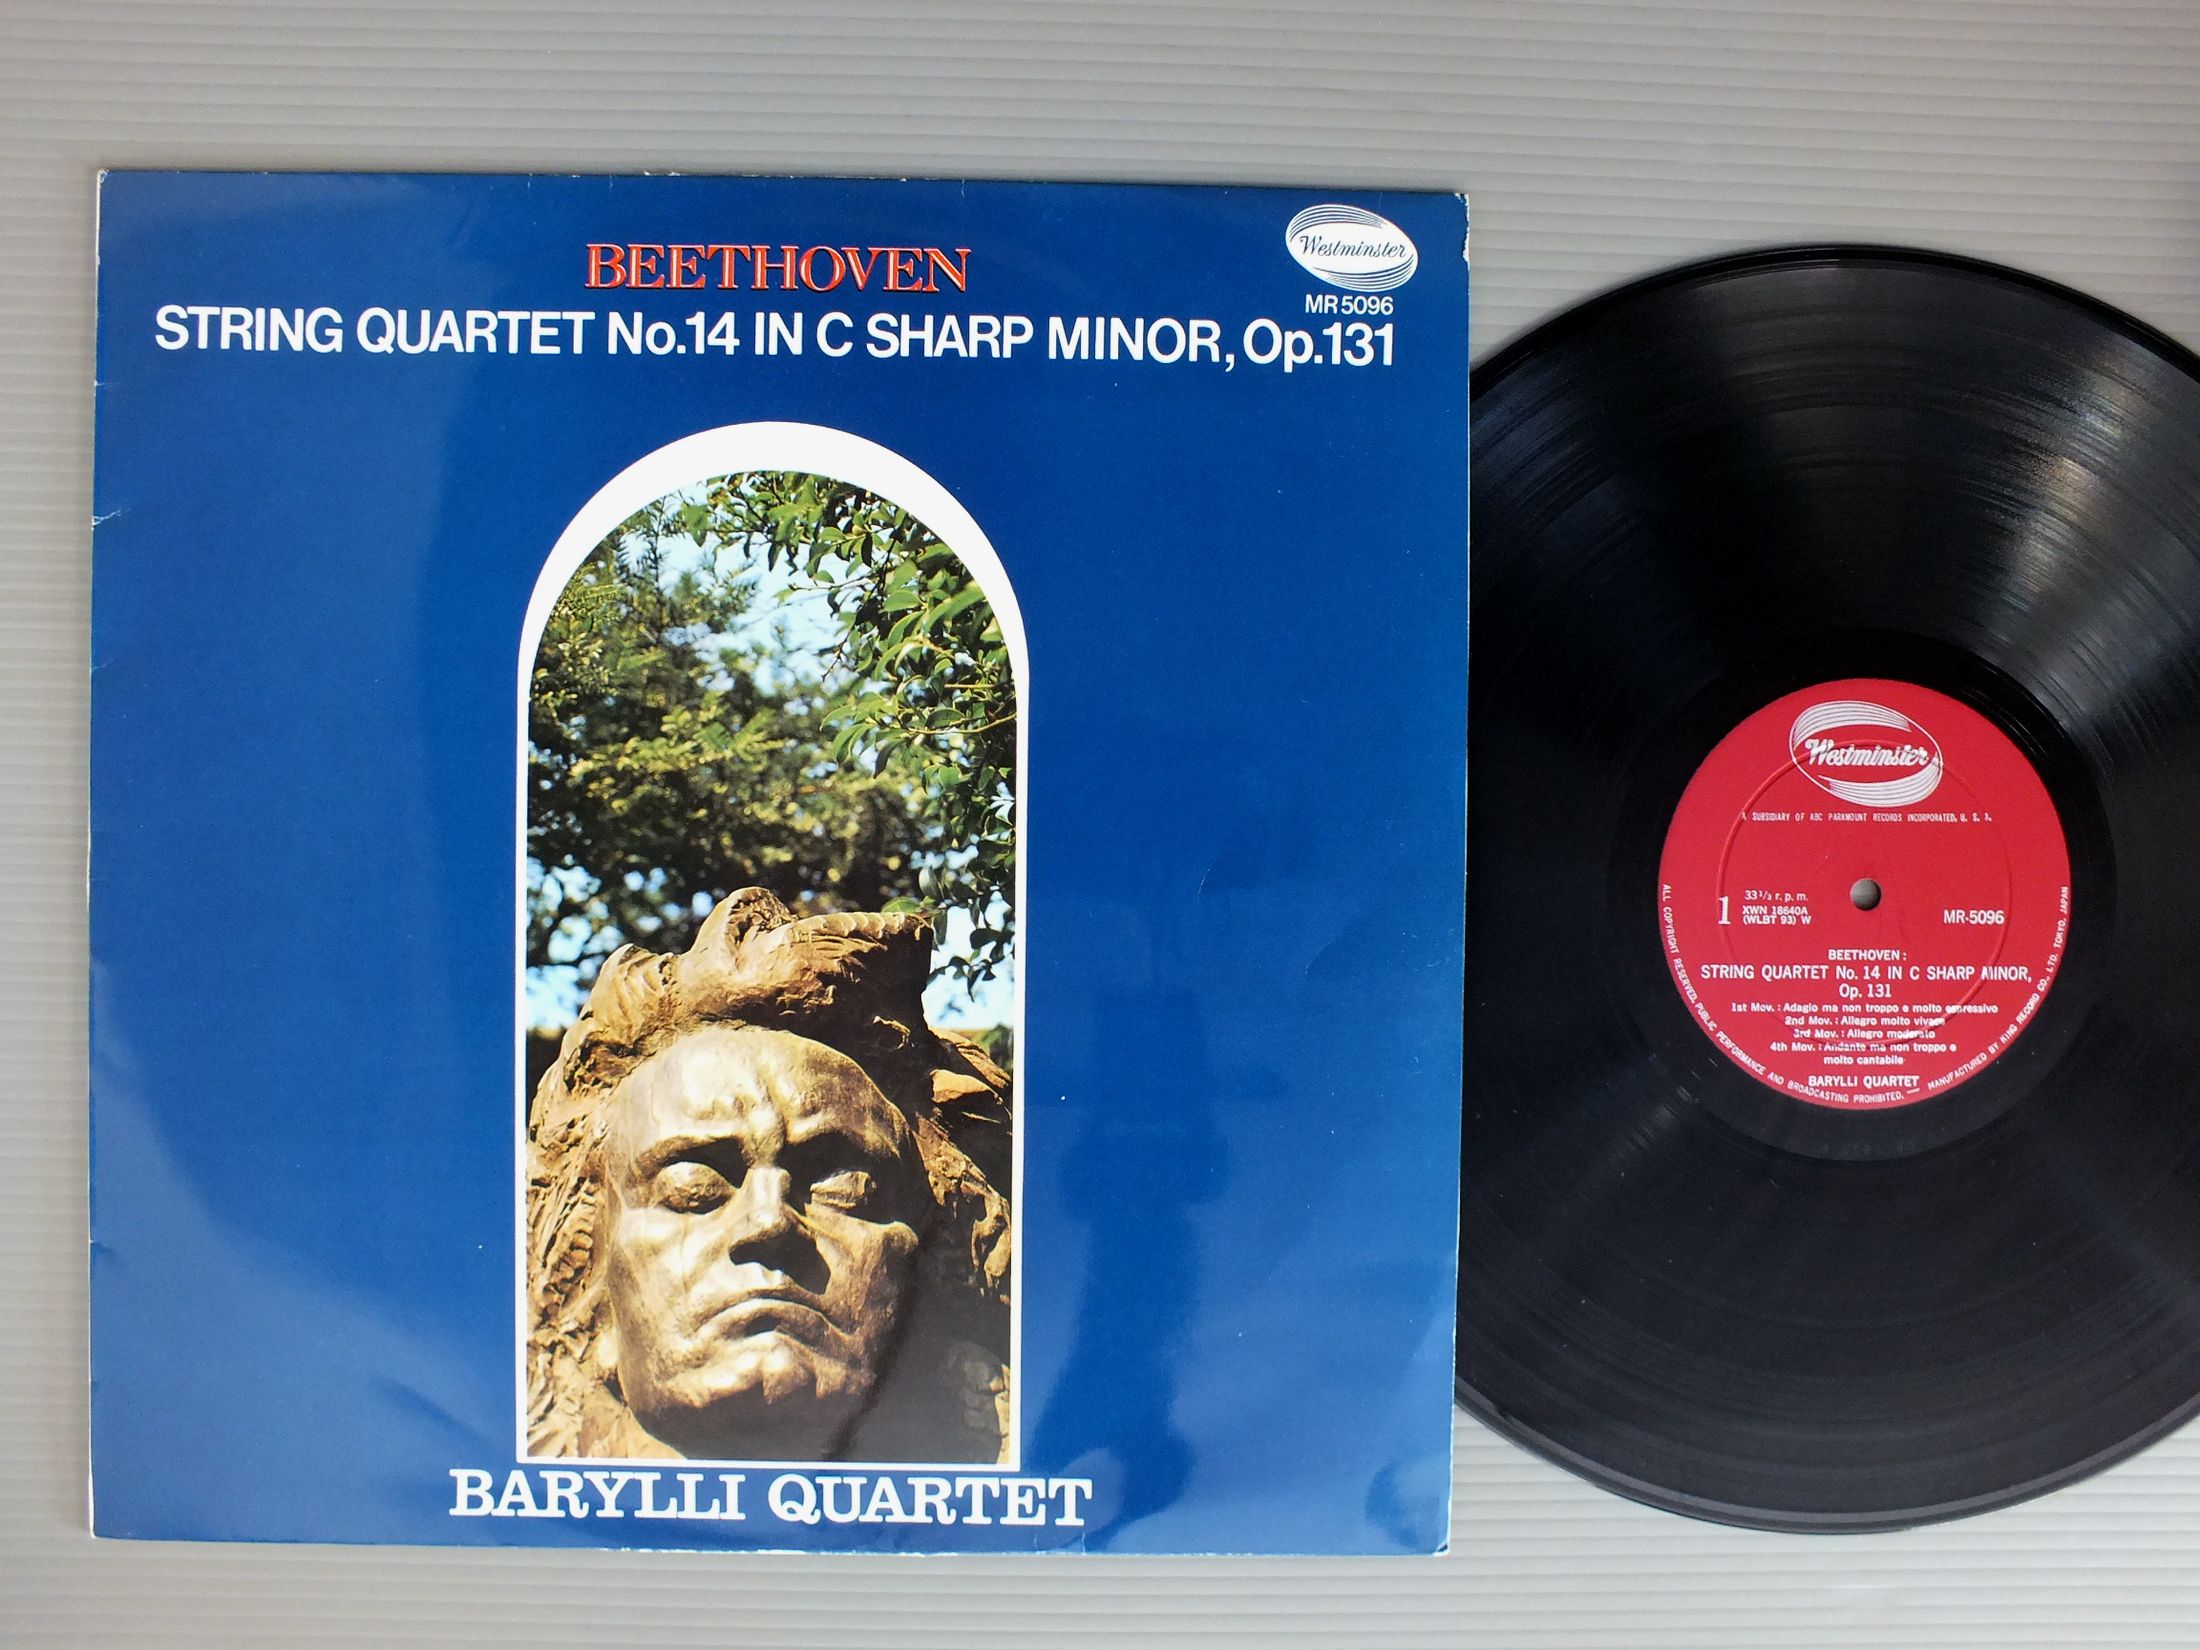 BEETHOVEN
Westminster
MR 5096
STRING QUARTET No.14 IN C SHARP MINOR, Op.131
BARYLLI QUARTET
Westminster
A SUBSIDIARY OF ABC PARAMOUNT RECORDS INCORPORATED, U. S. A.
33 1/3 r. p. m.
1
XWN 18640A
(WLBT 93) W
MR-5096
BEETHOVEN :
STRING QUARTET No. 14 IN C SHARP MINOR,
Op. 131
1st Mov. : Adagio ma non troppo e molto espressivo
2nd Mov. : Allegro molto vivace
3rd Mov. : Allegro moderato
4th Mov. : Andante ma non troppo e
molto cantabile
BARYLLI QUARTET
ALL COPYRIGHT RESERVED, PUBLIC PERFORMANCE AND BROADCASTING PROHIBITED. — MANUFACTURED BY KING RECORD CO., LTD. TOKYO, JAPAN